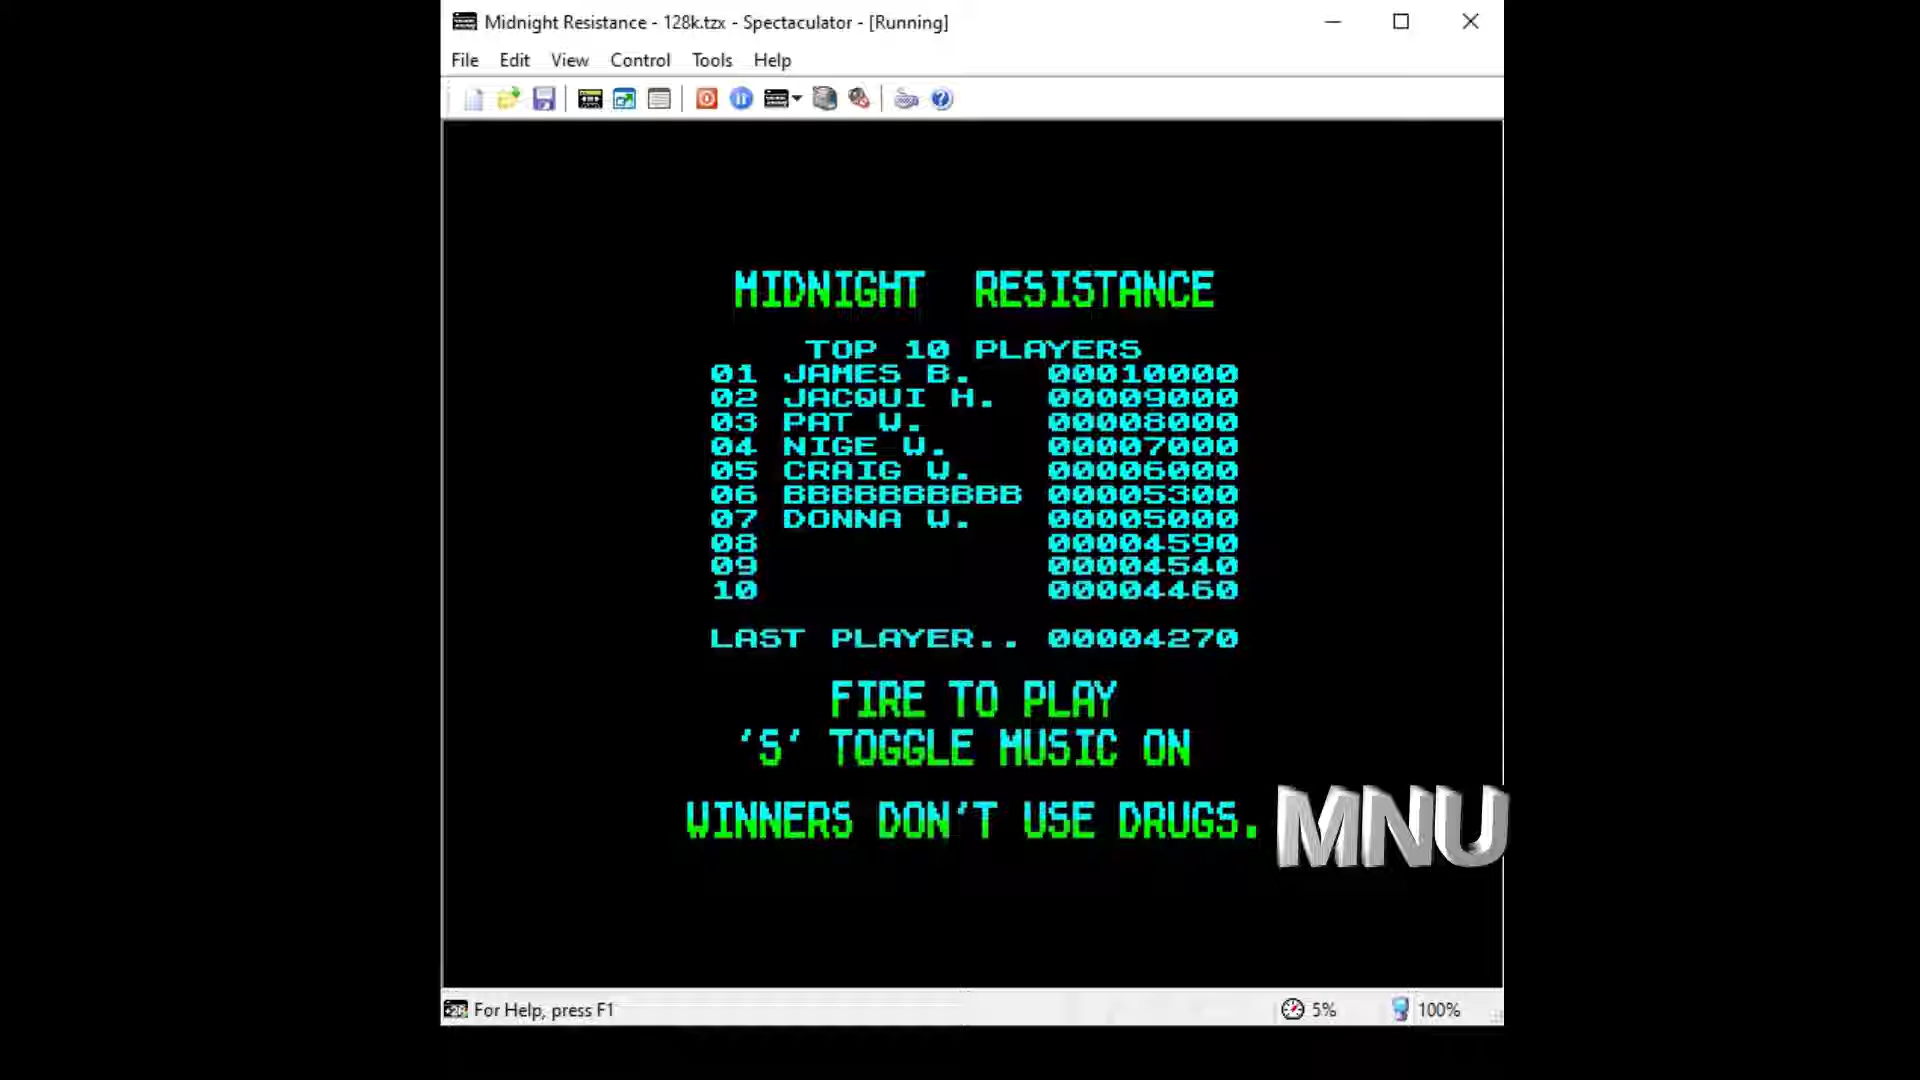 Midnight Resistance - 128k.tzx - Spectaculator - [Running]
File Edit View Control Tools Help
MIDNIGHT RESISTANCE
TOP 10 PLAYERS
01 JAMES B. 00010000
02 JACQUI H. 00009000
03 PAT W. 00008000
04 NIGE W. 00007000
05 CRAIG W. 00006000
06 BBBBBBBBBB 00005300
07 DONNA W. 00005000
08 00004590
09 00004540
10 00004460
LAST PLAYER.. 00004270
FIRE TO PLAY
'S' TOGGLE MUSIC ON
WINNERS DON'T USE DRUGS.
MNU
For Help, press F1 5% 100%